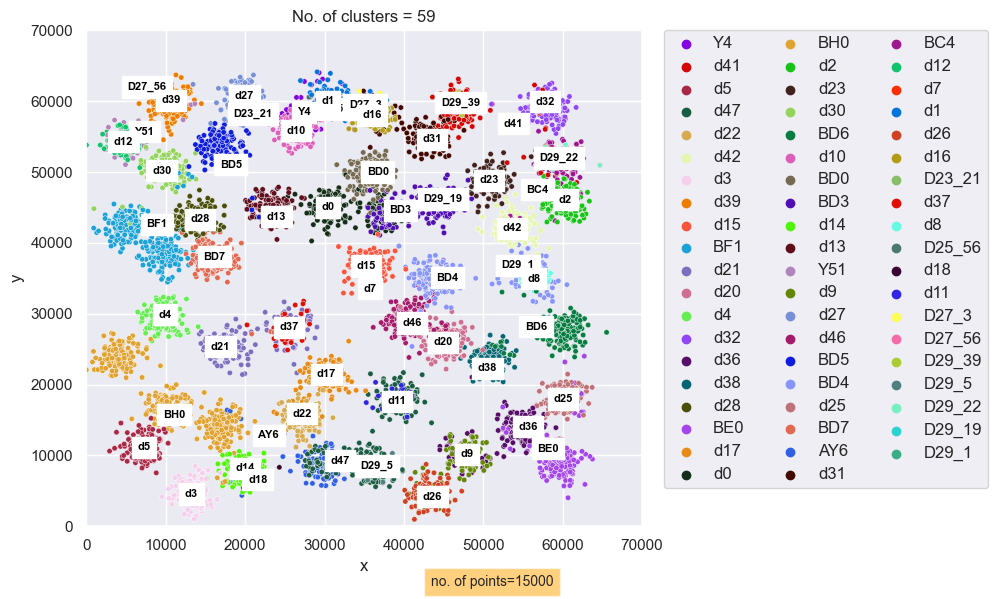 No. of clusters = 59
70000
60000
50000
40000
30000
20000
10000
0
y
0 10000 20000 30000 40000 50000 60000 70000
x
no. of points=15000
D27_56
d39
d27
D23_21
Y4
d1
D27_3
d16
D29_39
d32
d41
Y51
d12
d10
d31
d30
BD5
BD0
D29_22
d23
BC4
d2
BF1
d28
d13
d0
BD3
D29_19
d42
BD7
d15
d7
BD4
D29_1
d8
d4
d21
d37
d46
d20
BD6
d38
d17
BH0
d22
d11
d25
d5
AY6
d36
BE0
d14
d18
d47
D29_5
d9
d3
d26
Y4 BH0 BC4
d41 d2 d12
d5 d23 d7
d47 d30 d1
d22 BD6 d26
d42 d10 d16
d3 BD0 D23_21
d39 BD3 d37
d15 d14 d8
BF1 d13 D25_56
d21 Y51 d18
d20 d9 d11
d4 d27 D27_3
d32 d46 D27_56
d36 BD5 D29_39
d38 BD4 D29_5
d28 d25 D29_22
BE0 BD7 D29_19
d17 AY6 D29_1
d0 d31